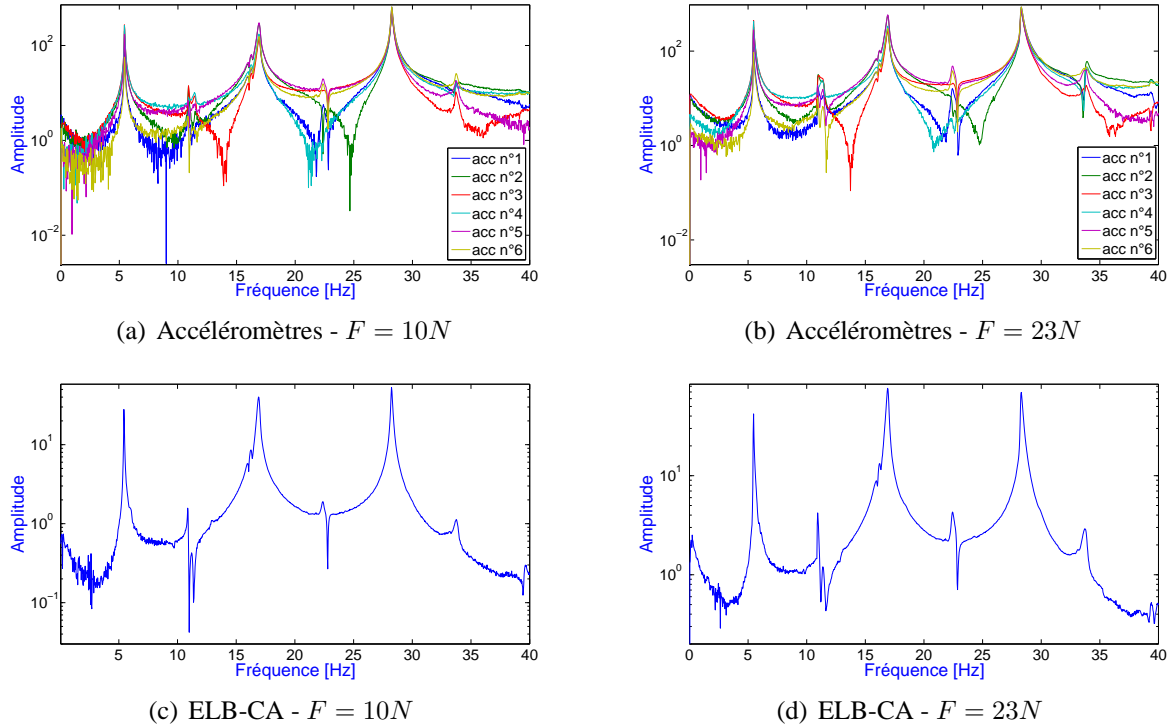 Amplitude
10²
10⁰
10⁻²
0 5 10 15 20 25 30 35 40
Fréquence [Hz]
acc n°1
acc n°2
acc n°3
acc n°4
acc n°5
acc n°6
(a) Accéléromètres - F = 10N
Amplitude
10²
10⁰
10⁻²
0 5 10 15 20 25 30 35 40
Fréquence [Hz]
acc n°1
acc n°2
acc n°3
acc n°4
acc n°5
acc n°6
(b) Accéléromètres - F = 23N
Amplitude
10¹
10⁰
10⁻¹
5 10 15 20 25 30 35 40
Fréquence [Hz]
(c) ELB-CA - F = 10N
Amplitude
10¹
10⁰
5 10 15 20 25 30 35 40
Fréquence [Hz]
(d) ELB-CA - F = 23N